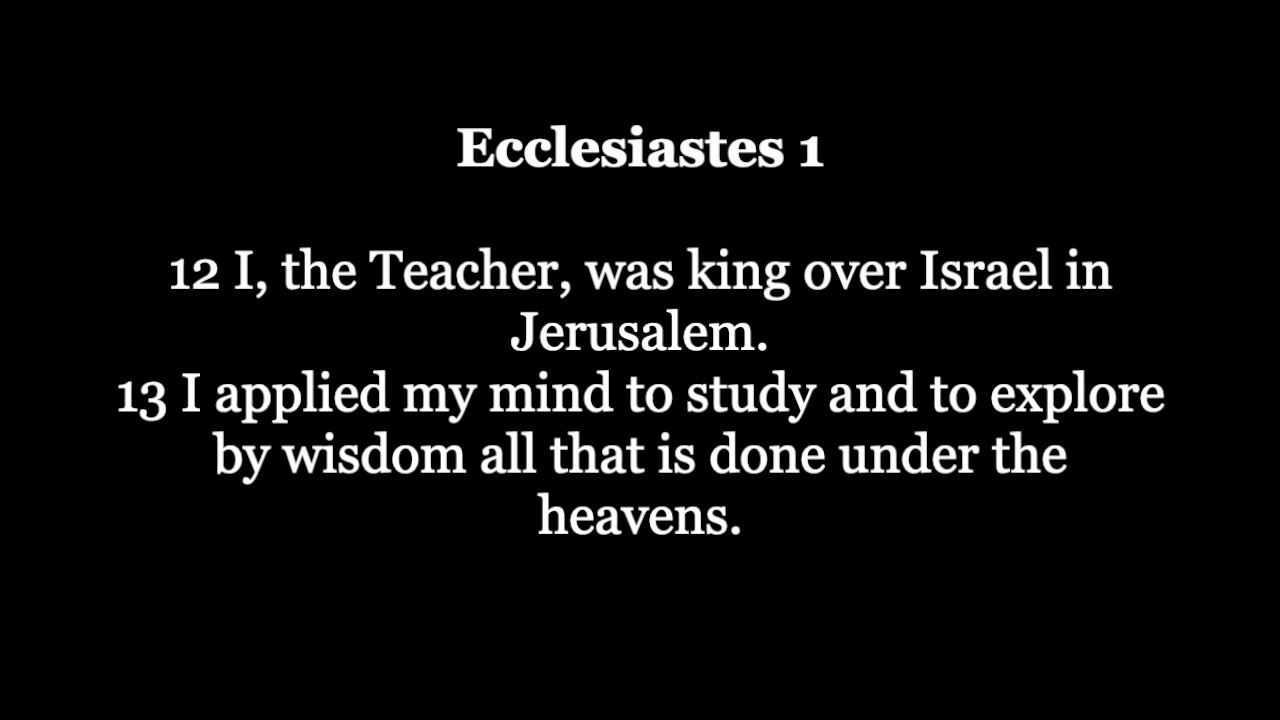 Ecclesiastes 1
12 I, the Teacher, was king over Israel in
Jerusalem.
13 I applied my mind to study and to explore
by wisdom all that is done under the
heavens.